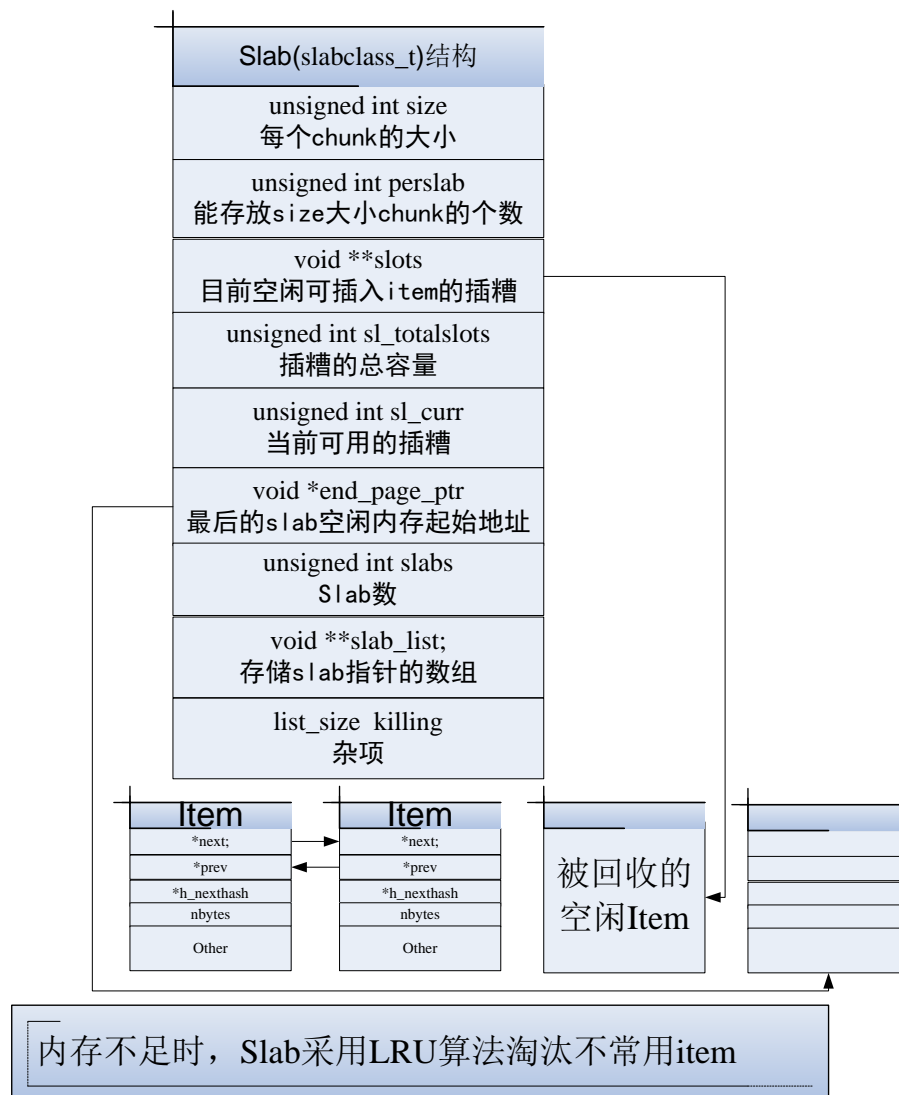 Slab(slabclass_t)结构
unsigned int size
每个chunk的大小
unsigned int perslab
能存放size大小chunk的个数
void **slots
目前空闲可插入item的插糟
unsigned int sl_totalslots
插糟的总容量
unsigned int sl_curr
当前可用的插糟
void *end_page_ptr
最后的slab空闲内存起始地址
unsigned int slabs
Slab数
void **slab_list;
存储slab指针的数组
list_size  killing
杂项
Item
*next;
*prev
*h_nexthash
nbytes
Other
Item
*next;
*prev
*h_nexthash
nbytes
Other
被回收的
空闲Item
内存不足时，Slab采用LRU算法淘汰不常用item